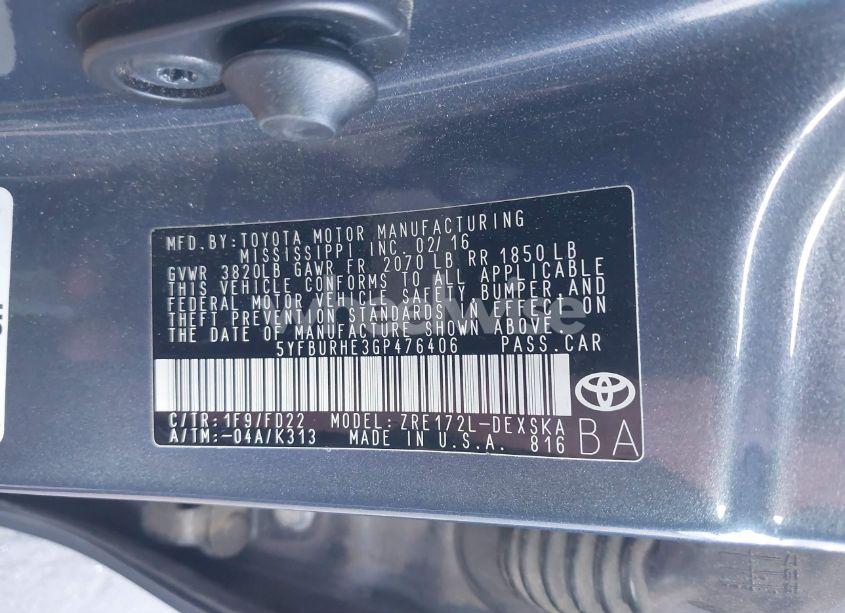 MFD.BY:TOYOTA MOTOR MANUFACTURING
MISSISSIPPI INC. 02/16
GVWR 3820LB GAWR FR 2070 LB RR 1850 LB
THIS VEHICLE CONFORMS TO ALL APPLICABLE
FEDERAL MOTOR VEHICLE SAFETY, BUMPER, AND
THEFT PREVENTION STANDARDS IN EFFECT ON
THE DATE OF MANUFACTURE SHOWN ABOVE.
5YFBURHE3GP476406 PASS.CAR
C/TR:1F9/FD22 MODEL:ZRE172L-DEXSKA
A/TM:-04A/K313 MADE IN U.S.A. 816
BA
wheelwise